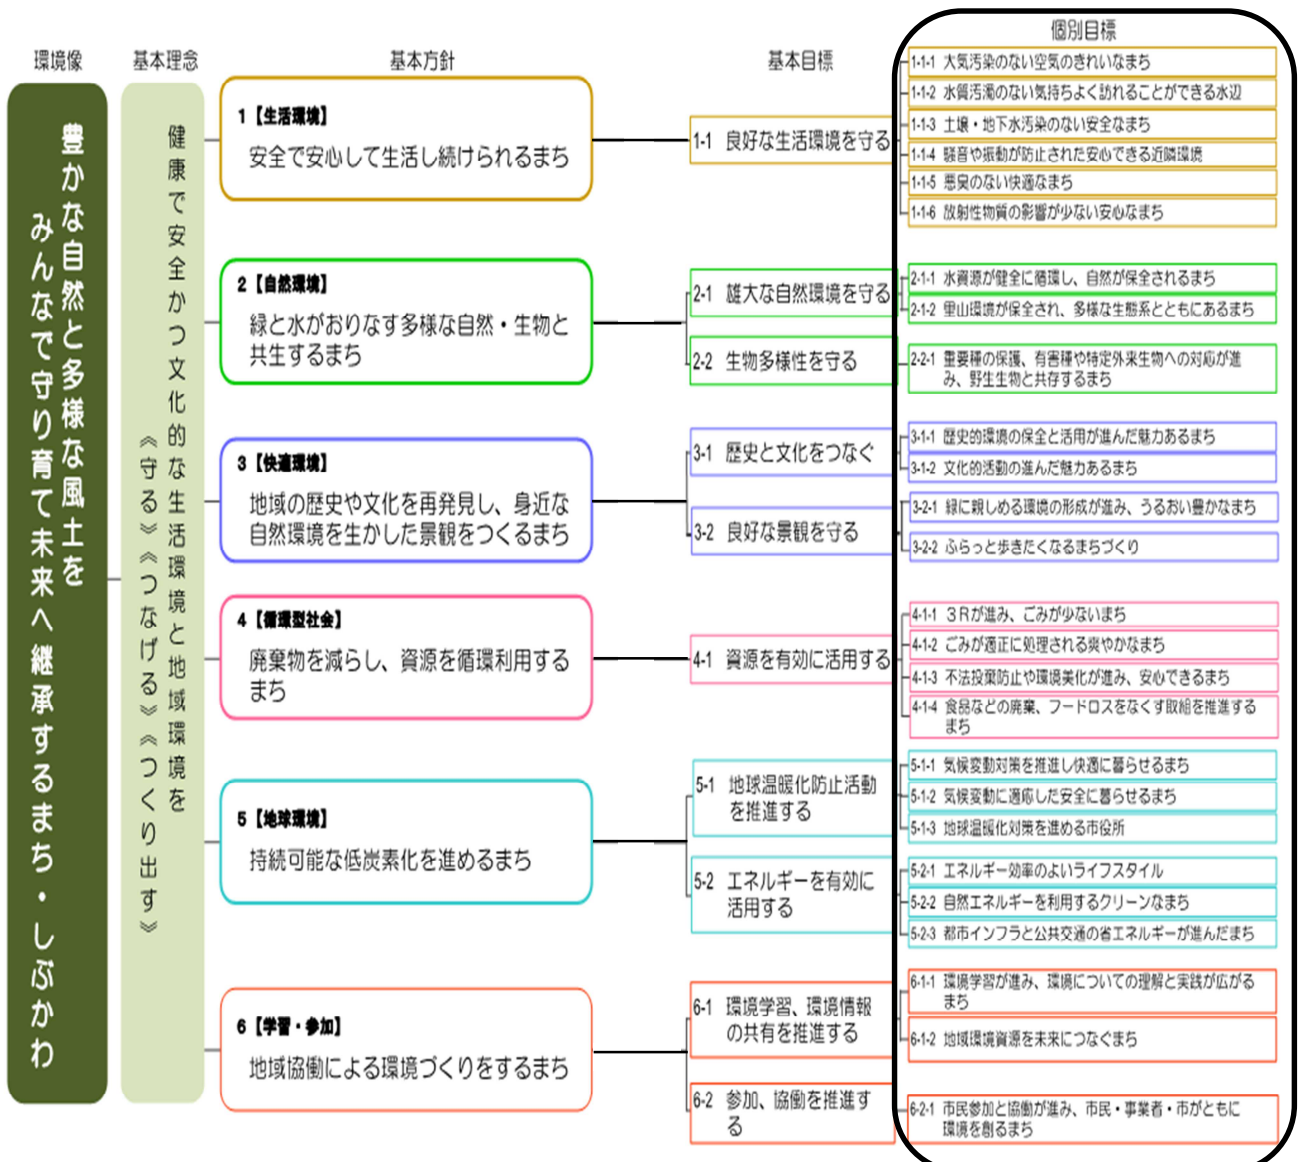 環境像
基本理念
基本方針
基本目標
個別目標
豊かな自然と多様な風土を
みんなで守り育て未来へ継承するまち・しぶかわ
健康で安全かつ文化的な生活環境と地域環境を
《守る》《つなげる》《つくり出す》
1【生活環境】
安全で安心して生活し続けられるまち
1-1 良好な生活環境を守る
1-1-1 大気汚染のない空気のきれいなまち
1-1-2 水質汚濁のない気持ちよく訪れることができる水辺
1-1-3 土壌・地下水汚染のない安全なまち
1-1-4 騒音や振動が防止された安心できる近隣環境
1-1-5 悪臭のない快適なまち
1-1-6 放射性物質の影響が少ない安心なまち
2【自然環境】
緑と水がおりなす多様な自然・生物と
共生するまち
2-1 雄大な自然環境を守る
2-1-1 水資源が健全に循環し、自然が保全されるまち
2-1-2 里山環境が保全され、多様な生態系とともにあるまち
2-2 生物多様性を守る
2-2-1 重要種の保護、有害種や特定外来生物への対応が進
み、野生生物と共存するまち
3【快適環境】
地域の歴史や文化を再発見し、身近な
自然環境を生かした景観をつくるまち
3-1 歴史と文化をつなぐ
3-1-1 歴史的環境の保全と活用が進んだ魅力あるまち
3-1-2 文化的活動の進んだ魅力あるまち
3-2 良好な景観を守る
3-2-1 緑に親しめる環境の形成が進み、うるおい豊かなまち
3-2-2 ふらっと歩きたくなるまちづくり
4【循環型社会】
廃棄物を減らし、資源を循環利用する
まち
4-1 資源を有効に活用する
4-1-1 ３Rが進み、ごみが少ないまち
4-1-2 ごみが適正に処理される爽やかなまち
4-1-3 不法投棄防止や環境美化が進み、安心できるまち
4-1-4 食品などの廃棄、フードロスをなくす取組を推進する
まち
5【地球環境】
持続可能な低炭素化を進めるまち
5-1 地球温暖化防止活動
を推進する
5-1-1 気候変動対策を推進し快適に暮らせるまち
5-1-2 気候変動に適応した安全に暮らせるまち
5-1-3 地球温暖化対策を進める市役所
5-2 エネルギーを有効に
活用する
5-2-1 エネルギー効率のよいライフスタイル
5-2-2 自然エネルギーを利用するクリーンなまち
5-2-3 都市インフラと公共交通の省エネルギーが進んだまち
6【学習・参加】
地域協働による環境づくりをするまち
6-1 環境学習、環境情報
の共有を推進する
6-1-1 環境学習が進み、環境についての理解と実践が広がる
まち
6-1-2 地域環境資源を未来につなぐまち
6-2 参加、協働を推進す
る
6-2-1 市民参加と協働が進み、市民・事業者・市がともに
環境を創るまち